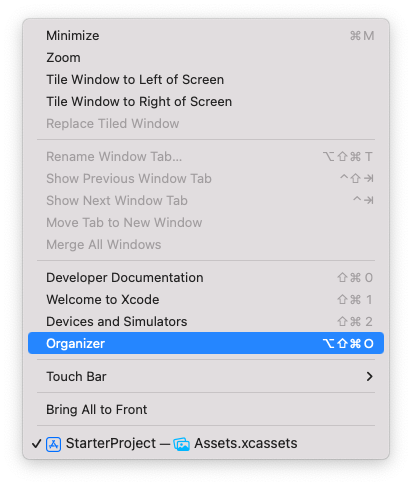 Minimize ⌘M
Zoom
Tile Window to Left of Screen
Tile Window to Right of Screen
Replace Tiled Window
Rename Window Tab... ⌥⇧⌘T
Show Previous Window Tab ^⇧⇥
Show Next Window Tab ^⇥
Move Tab to New Window
Merge All Windows
Developer Documentation ⇧⌘0
Welcome to Xcode ⇧⌘1
Devices and Simulators ⇧⌘2
Organizer ⌥⇧⌘O
Touch Bar >
Bring All to Front
✓ StarterProject — Assets.xcassets